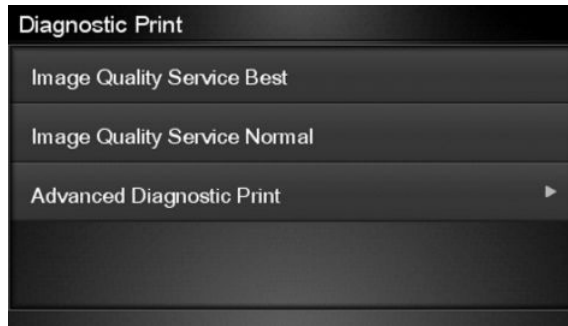 Diagnostic Print
Image Quality Service Best
Image Quality Service Normal
Advanced Diagnostic Print